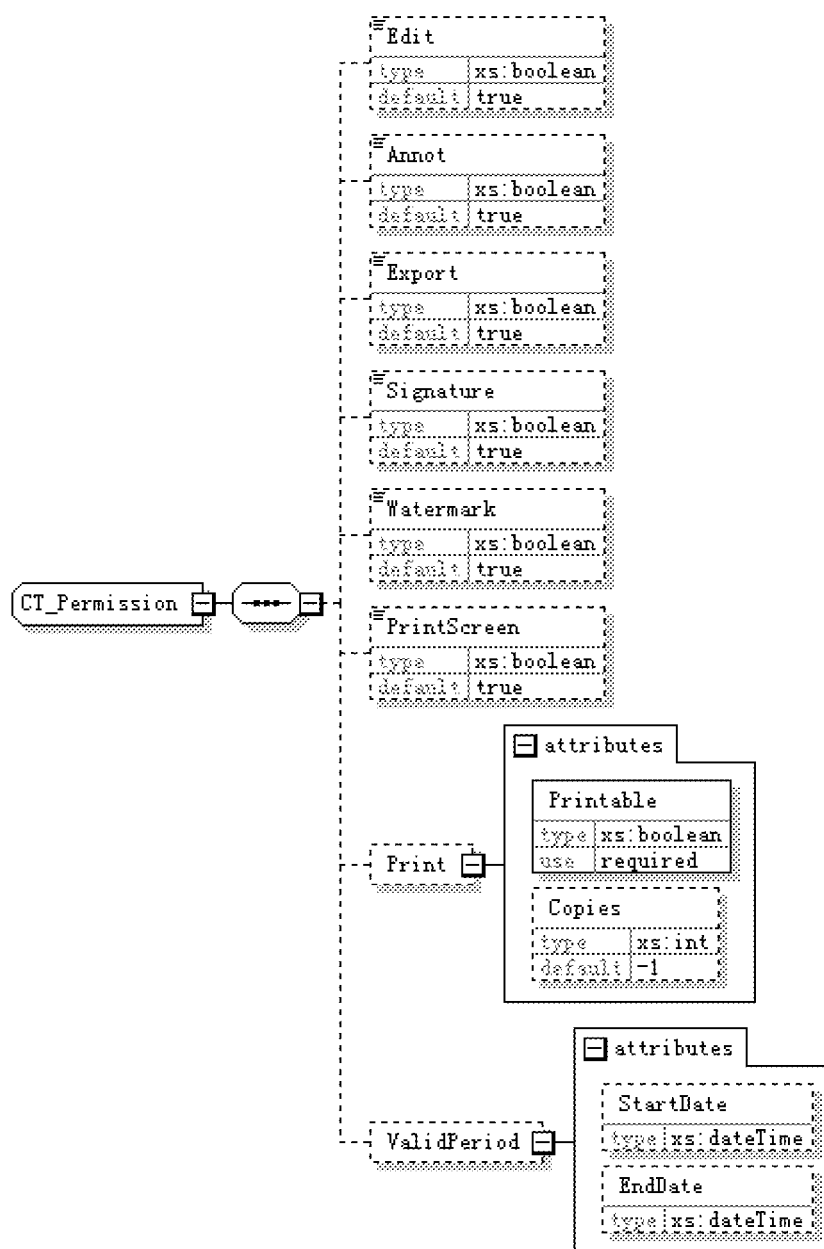 Edit
type xs:boolean
default true
Annot
type xs:boolean
default true
Export
type xs:boolean
default true
Signature
type xs:boolean
default true
Watermark
type xs:boolean
default true
CT_Permission
PrintScreen
type xs:boolean
default true
attributes
Printable
type xs:boolean
use required
Print
Copies
type xs:int
default -1
attributes
StartDate
type xs:dateTime
ValidPeriod
EndDate
type xs:dateTime